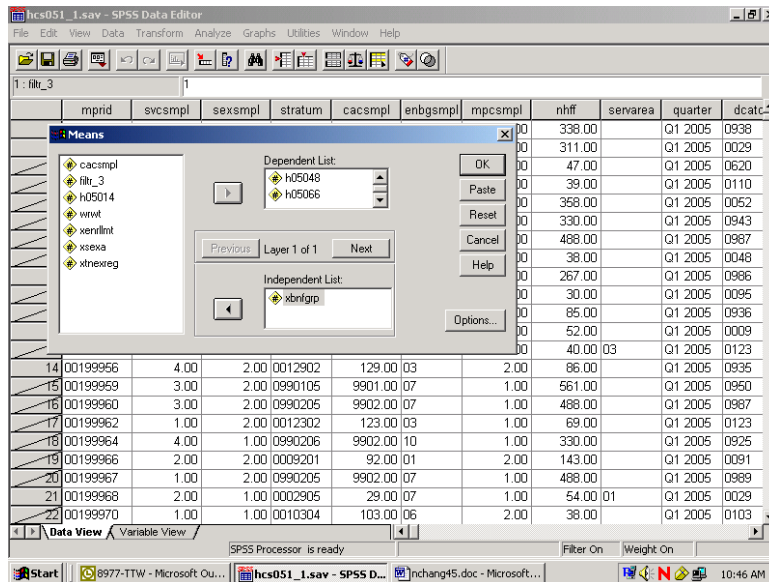 hcs051_1.sav - SPSS Data Editor
File Edit View Data Transform Analyze Graphs Utilities Window Help
1 : filtr_3 1
mprid svcsmpl sexsmpl stratum cacsmpl enbgsmpl mpcsmpl nhff servarea quarter dcatc
338.00 Q1 2005 0938
311.00 Q1 2005 0029
47.00 Q1 2005 0620
39.00 Q1 2005 0110
358.00 Q1 2005 0052
330.00 Q1 2005 0943
488.00 Q1 2005 0987
38.00 Q1 2005 0048
267.00 Q1 2005 0986
30.00 Q1 2005 0095
85.00 Q1 2005 0936
52.00 Q1 2005 0009
40.00 03 Q1 2005 0123
Means
cacsmpl
filtr_3
h05014
wrwt
xenrllmt
xsexa
xtnexreg
Dependent List:
h05048
h05066
Previous Layer 1 of 1 Next
Independent List:
xbnfgrp
OK
Paste
Reset
Cancel
Help
Options...
14 00199956 4.00 2.00 0012902 129.00 03 2.00 86.00 Q1 2005 0935
15 00199959 3.00 2.00 0990105 9901.00 07 1.00 561.00 Q1 2005 0950
16 00199960 3.00 2.00 0990205 9902.00 07 1.00 488.00 Q1 2005 0987
17 00199962 1.00 2.00 0012302 123.00 03 1.00 69.00 Q1 2005 0123
18 00199964 4.00 1.00 0990206 9902.00 10 1.00 330.00 Q1 2005 0925
19 00199966 2.00 2.00 0009201 92.00 01 2.00 143.00 Q1 2005 0091
20 00199967 1.00 2.00 0990205 9902.00 07 1.00 488.00 Q1 2005 0989
21 00199968 2.00 1.00 0002905 29.00 07 1.00 54.00 01 Q1 2005 0029
22 00199970 1.00 1.00 0010304 103.00 06 2.00 38.00 Q1 2005 0103
Data View Variable View
SPSS Processor is ready Filter On Weight On
Start 8977-TTW - Microsoft Ou... hcs051_1.sav - SPSS D... nchang45.doc - Microsoft... 10:46 AM